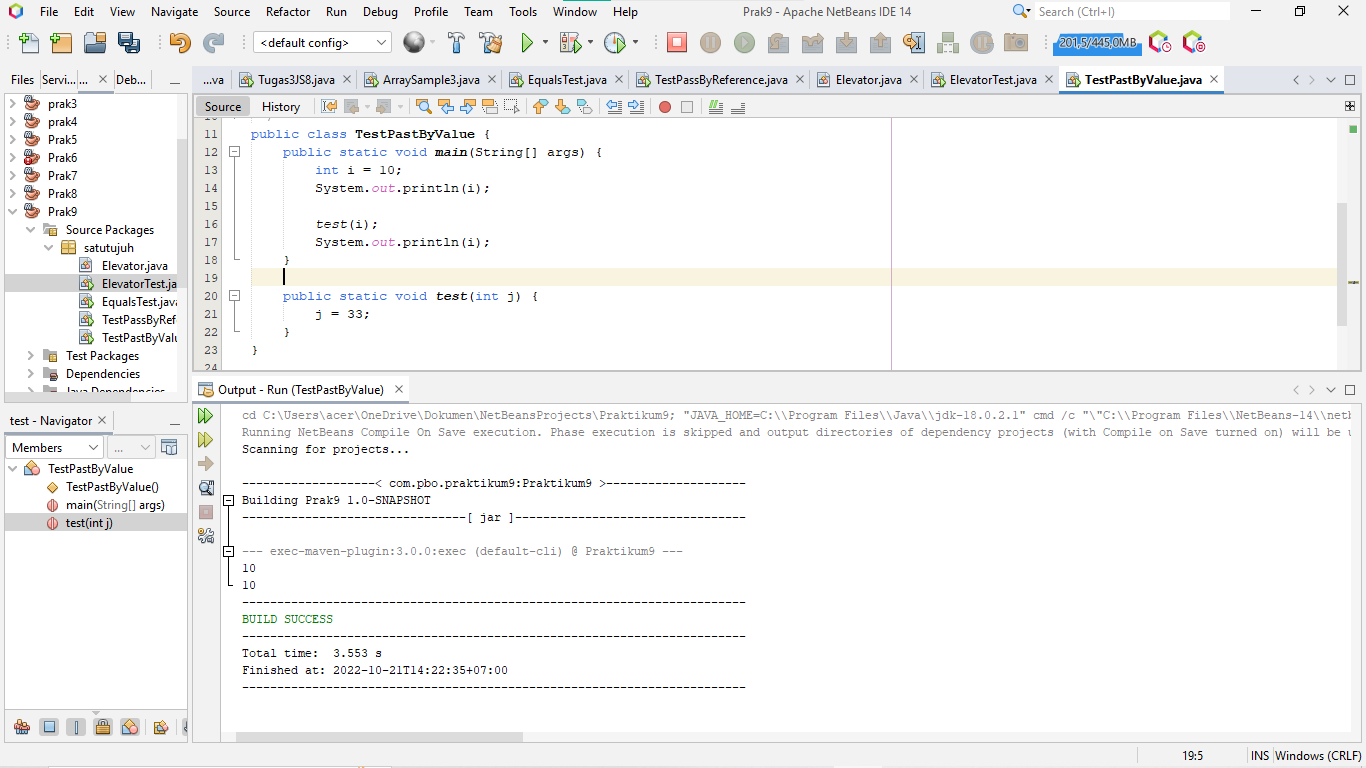 File Edit View Navigate Source Refactor Run Debug Profile Team Tools Window Help
Prak9 - Apache NetBeans IDE 14
Search (Ctrl+I)
<default config>
201,5/445,0MB
Files Servi... ... Deb...
...va Tugas3JS8.java ArraySample3.java EqualsTest.java TestPassByReference.java Elevator.java ElevatorTest.java TestPastByValue.java
Source History
prak3
prak4
Prak5
Prak6
Prak7
Prak8
Prak9
Source Packages
satutujuh
Elevator.java
ElevatorTest.ja
EqualsTest.java
TestPassByRef
TestPastByValu
Test Packages
Dependencies
Java Dependencies
11 public class TestPastByValue {
12 public static void main(String[] args) {
13 int i = 10;
14 System.out.println(i);
15
16 test(i);
17 System.out.println(i);
18 }
19
20 public static void test(int j) {
21 j = 33;
22 }
23 }
24
test - Navigator
Members
...
TestPastByValue
TestPastByValue()
main(String[] args)
test(int j)
Output - Run (TestPastByValue)
cd C:\Users\acer\OneDrive\Dokumen\NetBeansProjects\Praktikum9; "JAVA_HOME=C:\\Program Files\\Java\\jdk-18.0.2.1" cmd /c "\"C:\\Program Files\\NetBeans-14\\netb
Running NetBeans Compile On Save execution. Phase execution is skipped and output directories of dependency projects (with Compile on Save turned on) will be u
Scanning for projects...
-------------------< com.pbo.praktikum9:Praktikum9 >--------------------
Building Prak9 1.0-SNAPSHOT
--------------------------------[ jar ]---------------------------------
--- exec-maven-plugin:3.0.0:exec (default-cli) @ Praktikum9 ---
10
10
------------------------------------------------------------------------
BUILD SUCCESS
------------------------------------------------------------------------
Total time:  3.553 s
Finished at: 2022-10-21T14:22:35+07:00
------------------------------------------------------------------------
19:5 INS Windows (CRLF)